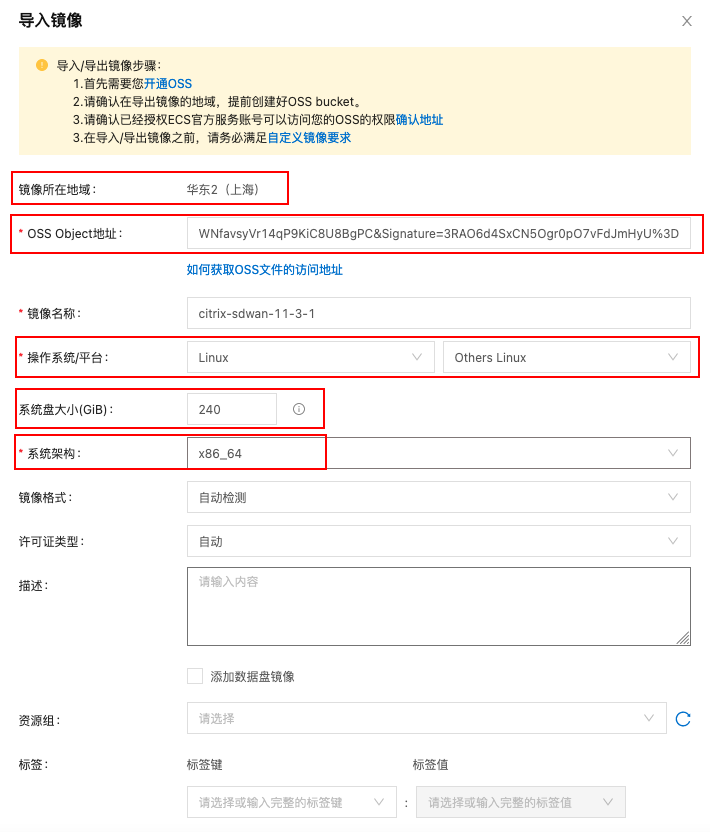 导入镜像
导入/导出镜像步骤：
1.首先需要您开通OSS
2.请确认在导出镜像的地域，提前创建好OSS bucket。
3.请确认已经授权ECS官方服务账号可以访问您的OSS的权限确认地址
3.在导入/导出镜像之前，请务必满足自定义镜像要求
镜像所在地域： 华东2（上海）
* OSS Object地址： WNfavsyVr14qP9KiC8U8BgPC&Signature=3RAO6d4SxCN5Ogr0pO7vFdJmHyU%3D
如何获取OSS文件的访问地址
* 镜像名称： citrix-sdwan-11-3-1
* 操作系统/平台： Linux Others Linux
系统盘大小(GiB)： 240
* 系统架构： x86_64
镜像格式： 自动检测
许可证类型： 自动
描述： 请输入内容
添加数据盘镜像
资源组： 请选择
标签： 标签键 标签值
请选择或输入完整的标签键 : 请选择或输入完整的标签值